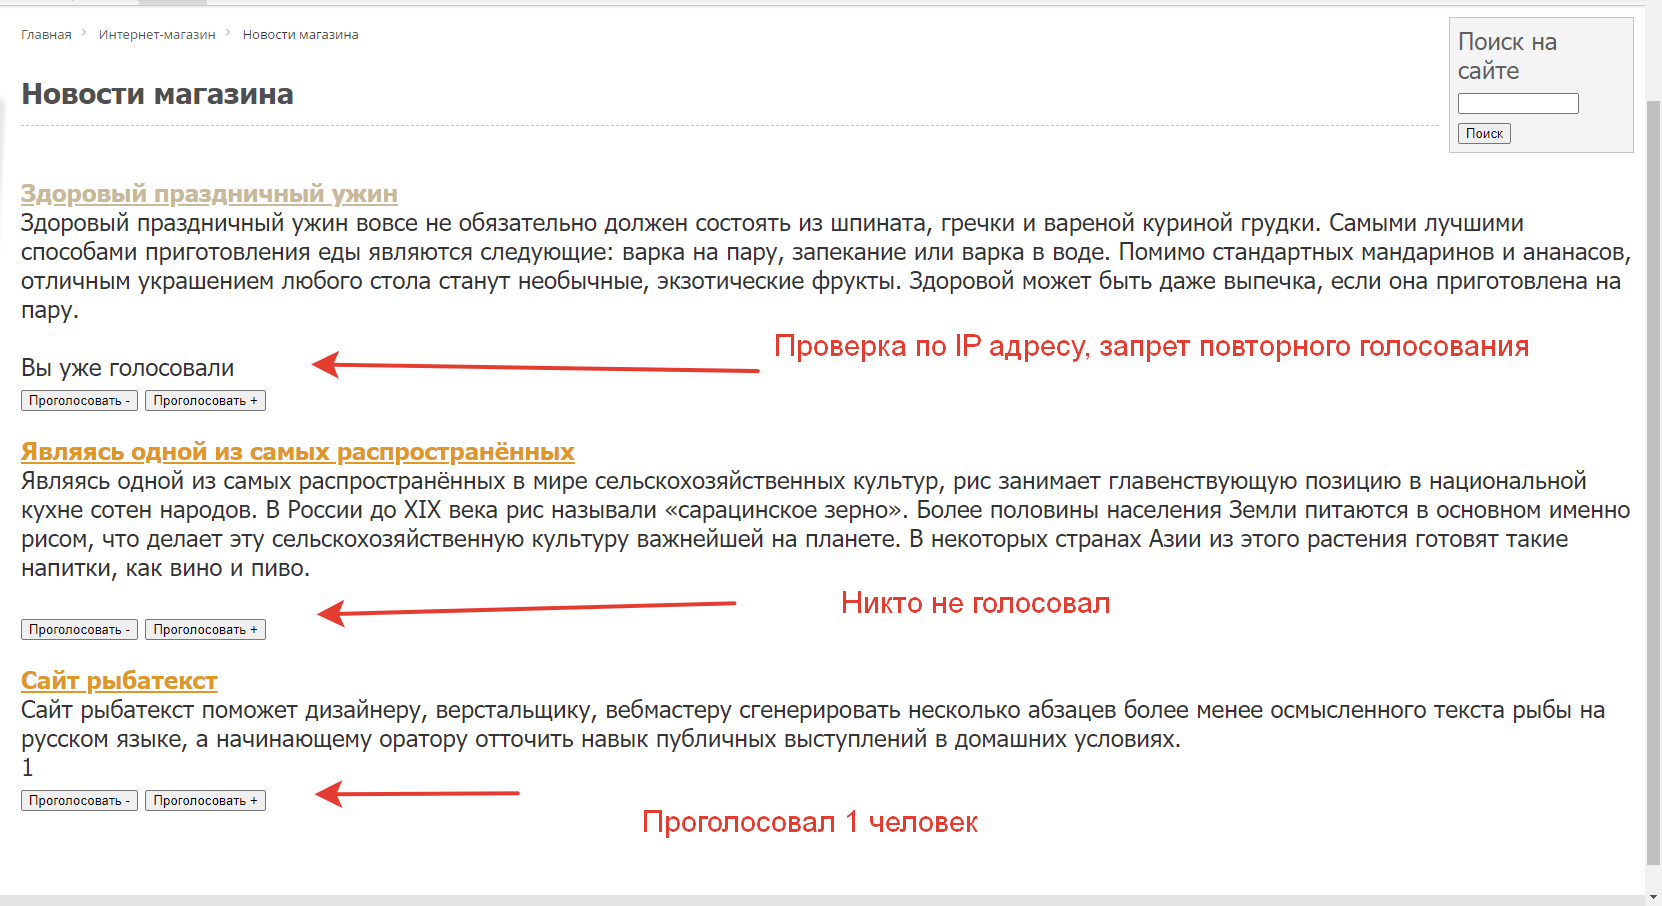 Главная > Интернет-магазин > Новости магазина
Поиск на
сайте
Поиск
Новости магазина
Здоровый праздничный ужин
Здоровый праздничный ужин вовсе не обязательно должен состоять из шпината, гречки и вареной куриной грудки. Самыми лучшими
способами приготовления еды являются следующие: варка на пару, запекание или варка в воде. Помимо стандартных мандаринов и ананасов,
отличным украшением любого стола станут необычные, экзотические фрукты. Здоровой может быть даже выпечка, если она приготовлена на
пару.
Проверка по IP адресу, запрет повторного голосования
Вы уже голосовали
Проголосовать - Проголосовать +
Являясь одной из самых распространённых
Являясь одной из самых распространённых в мире сельскохозяйственных культур, рис занимает главенствующую позицию в национальной
кухне сотен народов. В России до XIX века рис называли «сарацинское зерно». Более половины населения Земли питаются в основном именно
рисом, что делает эту сельскохозяйственную культуру важнейшей на планете. В некоторых странах Азии из этого растения готовят такие
напитки, как вино и пиво.
Никто не голосовал
Проголосовать - Проголосовать +
Сайт рыбатекст
Сайт рыбатекст поможет дизайнеру, верстальщику, вебмастеру сгенерировать несколько абзацев более менее осмысленного текста рыбы на
русском языке, а начинающему оратору отточить навык публичных выступлений в домашних условиях.
1
Проголосовать - Проголосовать +
Проголосовал 1 человек